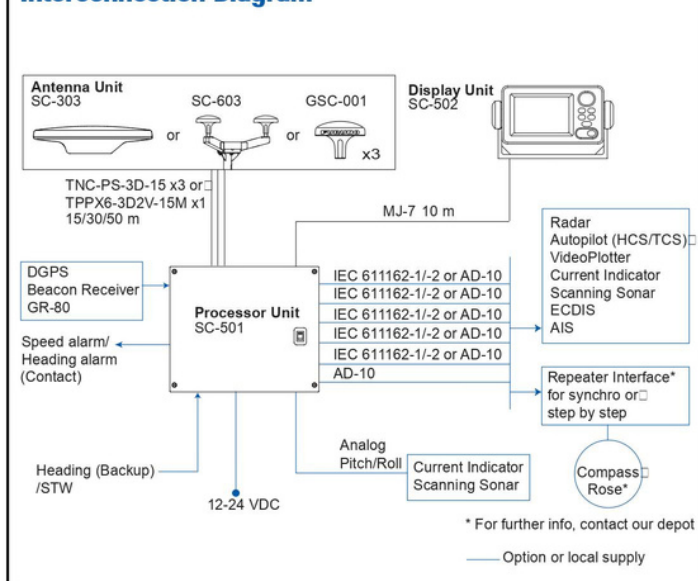 Interconnection Diagram
Antenna Unit
SC-303
SC-603
GSC-001
or
or
x3
FURUNO
Display Unit
SC-502
TNC-PS-3D-15 x3 or
TPPX6-3D2V-15M x1
15/30/50 m
MJ-7 10 m
DGPS
Beacon Receiver
GR-80
Processor Unit
SC-501
IEC 611162-1/-2 or AD-10
IEC 611162-1/-2 or AD-10
IEC 611162-1/-2 or AD-10
IEC 611162-1/-2 or AD-10
IEC 611162-1/-2 or AD-10
AD-10
Radar
Autopilot (HCS/TCS)
VideoPlotter
Current Indicator
Scanning Sonar
ECDIS
AIS
Speed alarm/
Heading alarm
(Contact)
Repeater Interface*
for synchro or
step by step
Heading (Backup)
/STW
12-24 VDC
Analog
Pitch/Roll
Current Indicator
Scanning Sonar
Compass
Rose*
* For further info, contact our depot
Option or local supply